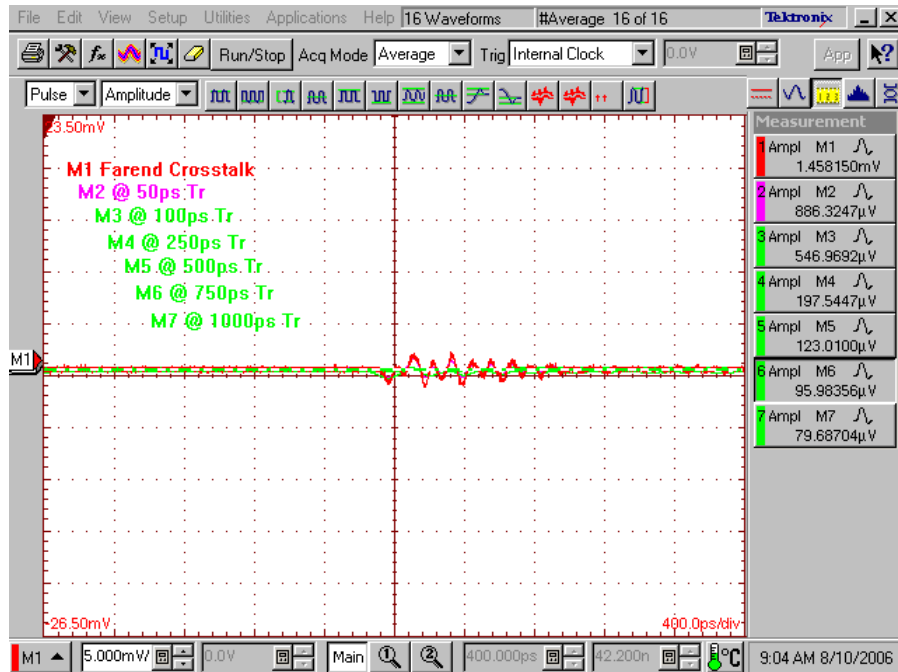 File Edit View Setup Utilities Applications Help 16 Waveforms #Average 16 of 16 Tektronix
Run/Stop Acq Mode Average Trig Internal Clock 0.0V App
Pulse Amplitude
23.50mV
M1 Farend Crosstalk
M2 @ 50ps Tr
M3 @ 100ps Tr
M4 @ 250ps Tr
M5 @ 500ps Tr
M6 @ 750ps Tr
M7 @ 1000ps Tr
M1
-26.50mV
400.0ps/div
Measurement
1 Ampl M1
1.458150mV
2 Ampl M2
886.3247µV
3 Ampl M3
546.9692µV
4 Ampl M4
197.5447µV
5 Ampl M5
123.0100µV
6 Ampl M6
95.98356µV
7 Ampl M7
79.68704µV
M1 5.000mV/ 0.0V Main 1 2 400.000ps 42.200n °C 9:04 AM 8/10/2006